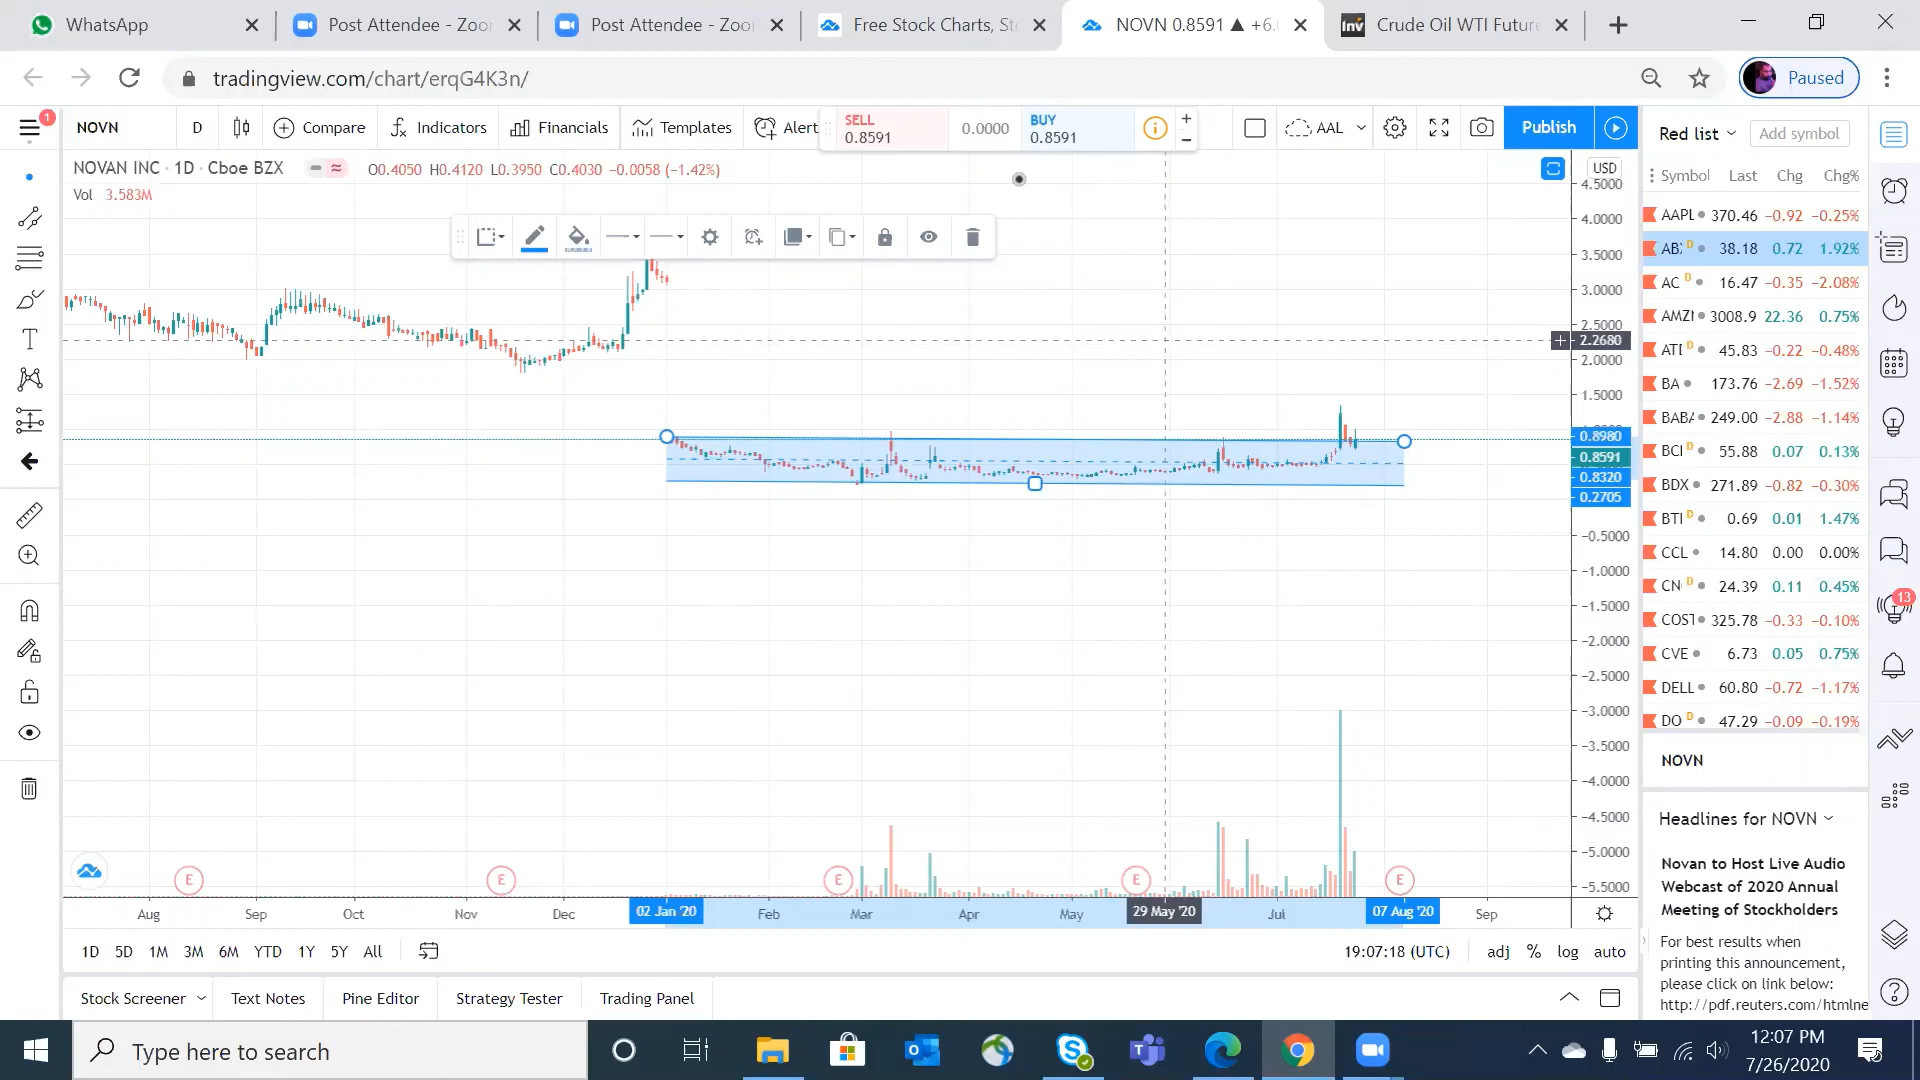 WhatsApp
Post Attendee - Zoo
Post Attendee - Zoo
Free Stock Charts, St
NOVN 0.8591 ▲ +6.
Inv Crude Oil WTI Future
tradingview.com/chart/erqG4K3n/
Paused
1
NOVN
D
Compare
Indicators
Financials
Templates
Alert
SELL
0.8591
0.0000
BUY
0.8591
AAL
Publish
Red list
Add symbol
NOVAN INC · 1D · Cboe BZX
O0.4050 H0.4120 L0.3950 C0.4030 −0.0058 (−1.42%)
Vol 3.583M
USD
4.5000
4.0000
3.5000
3.0000
2.5000
2.2680
2.0000
1.5000
0.8980
0.8591
0.8320
0.2705
−0.5000
−1.0000
−1.5000
−2.0000
−2.5000
−3.0000
−3.5000
−4.0000
−4.5000
−5.0000
−5.5000
Symbol Last Chg Chg%
AAPL 370.46 −0.92 −0.25%
D 38.18 0.72 1.92%
AC D 16.47 −0.35 −2.08%
3008.9 22.36 0.75%
D 45.83 −0.22 −0.48%
BA 173.76 −2.69 −1.52%
BABA 249.00 −2.88 −1.14%
BCI D 55.88 0.07 0.13%
BDX 271.89 −0.82 −0.30%
BTI D 0.69 0.01 1.47%
CCL 14.80 0.00 0.00%
D 24.39 0.11 0.45%
COST 325.78 −0.33 −0.10%
CVE 6.73 0.05 0.75%
DELL 60.80 −0.72 −1.17%
DO D 47.29 −0.09 −0.19%
13
E
E
E
E
E
Aug
Sep
Oct
Nov
Dec
02 Jan '20
Feb
Mar
Apr
May
29 May '20
Jul
07 Aug '20
Sep
1D 5D 1M 3M 6M YTD 1Y 5Y All
19:07:18 (UTC)
adj % log auto
Stock Screener
Text Notes
Pine Editor
Strategy Tester
Trading Panel
NOVN
Headlines for NOVN
Novan to Host Live Audio
Webcast of 2020 Annual
Meeting of Stockholders
For best results when
printing this announcement,
please click on link below:
http://pdf.reuters.com/htmlne
Type here to search
12:07 PM
7/26/2020